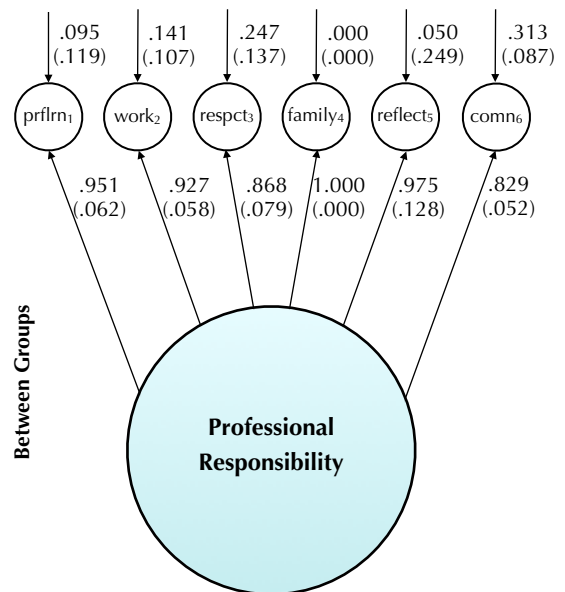 .095 .141 .247 .000 .050 .313
(.119) (.107) (.137) (.000) (.249) (.087)
prflrn₁ work₂ respct₃ family₄ reflect₅ comn₆
.951 .927 .868 1.000 .975 .829
(.062) (.058) (.079) (.000) (.128) (.052)
Between Groups
Professional
Responsibility